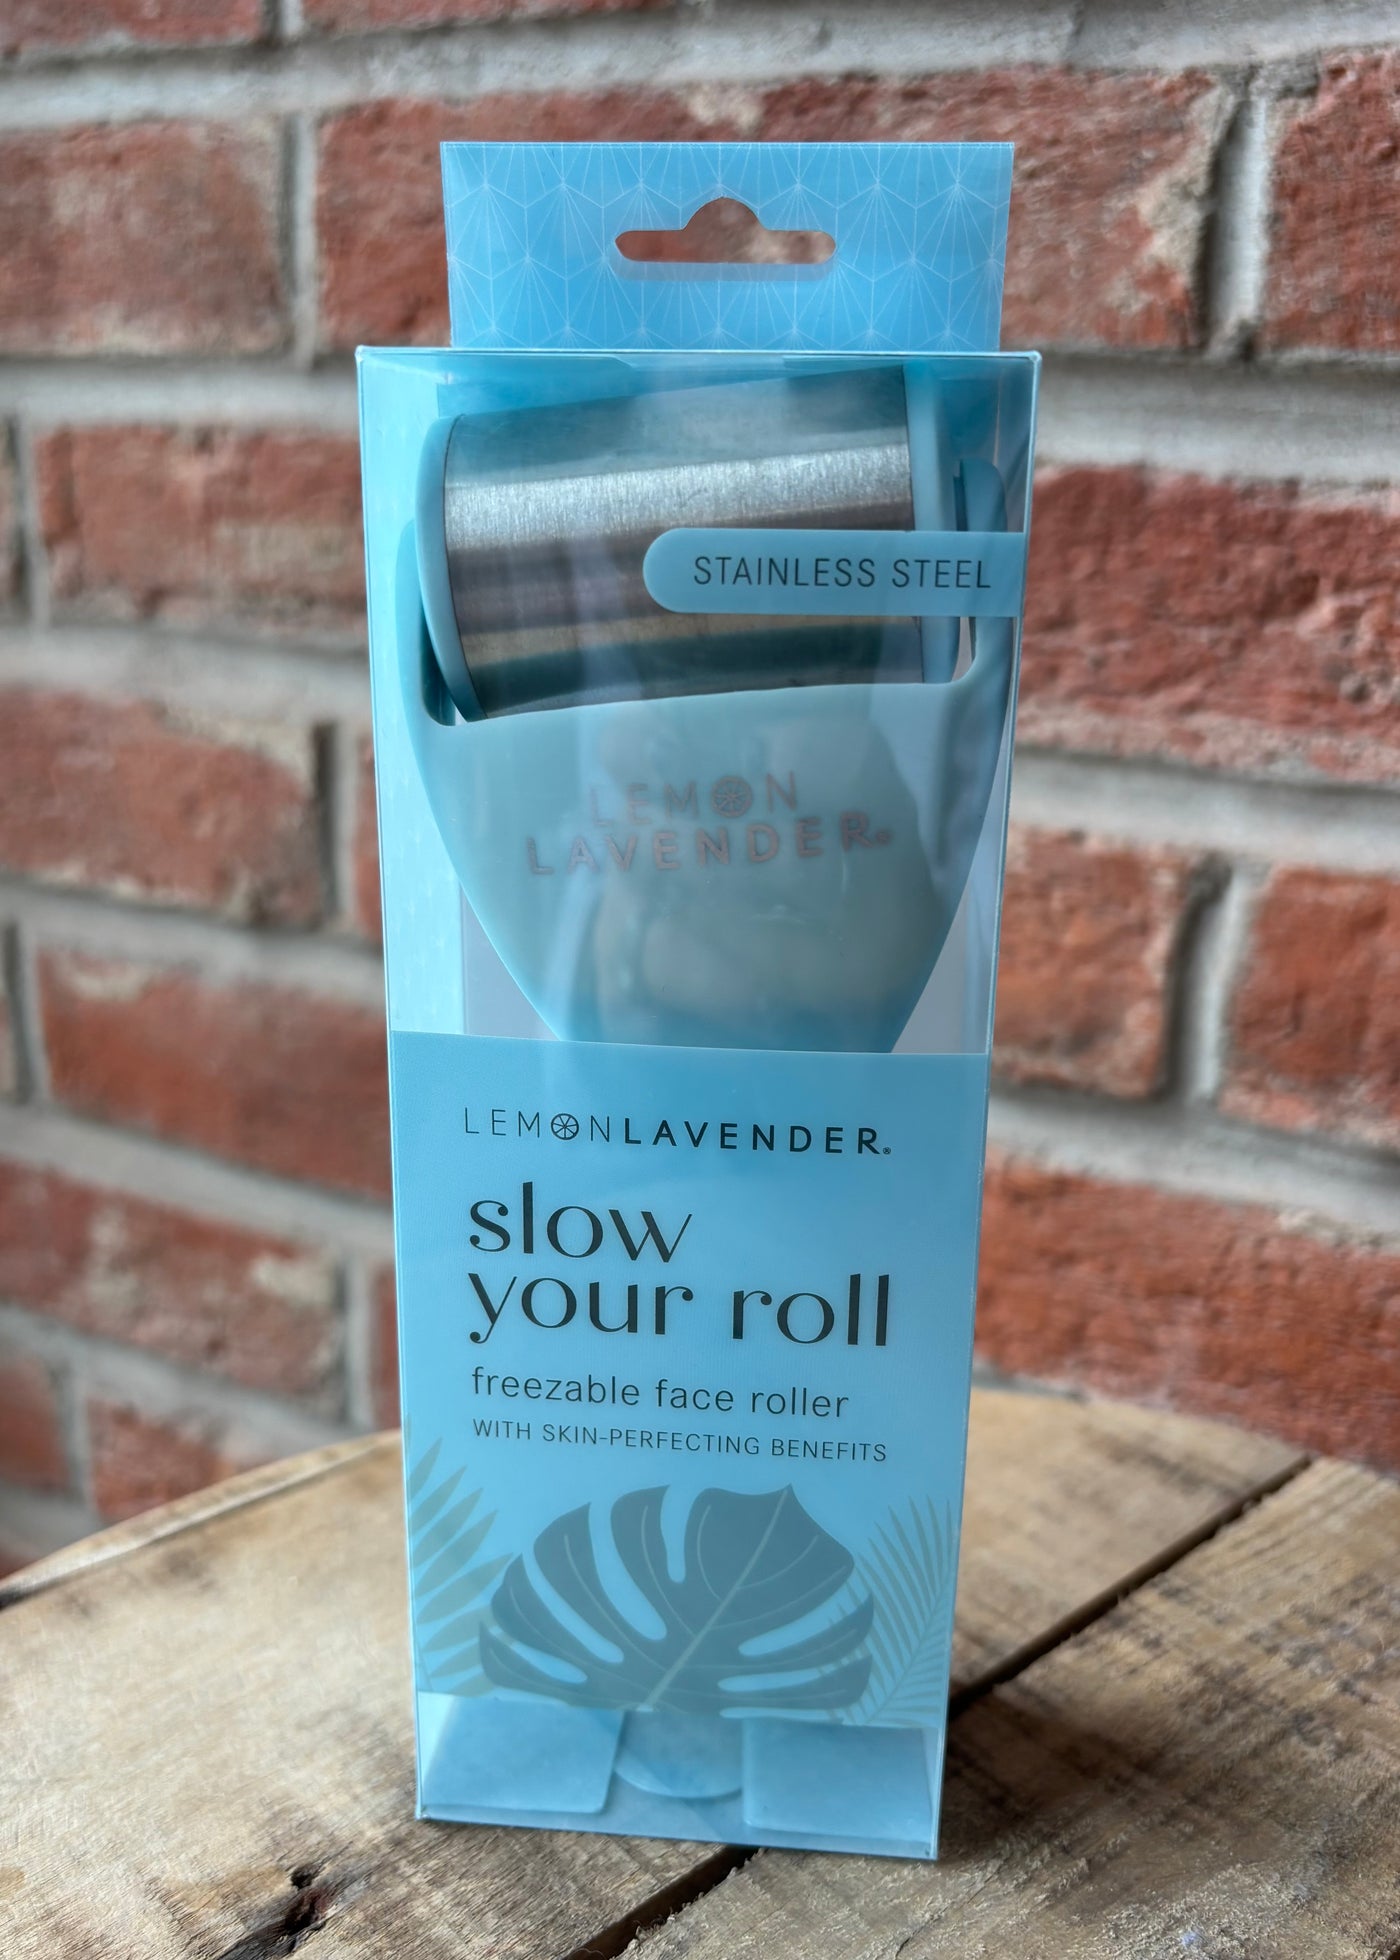 STAINLESS STEEL
LEMON
LAVENDER®
LEMONLAVENDER®
slow
your roll
freezable face roller
WITH SKIN-PERFECTING BENEFITS